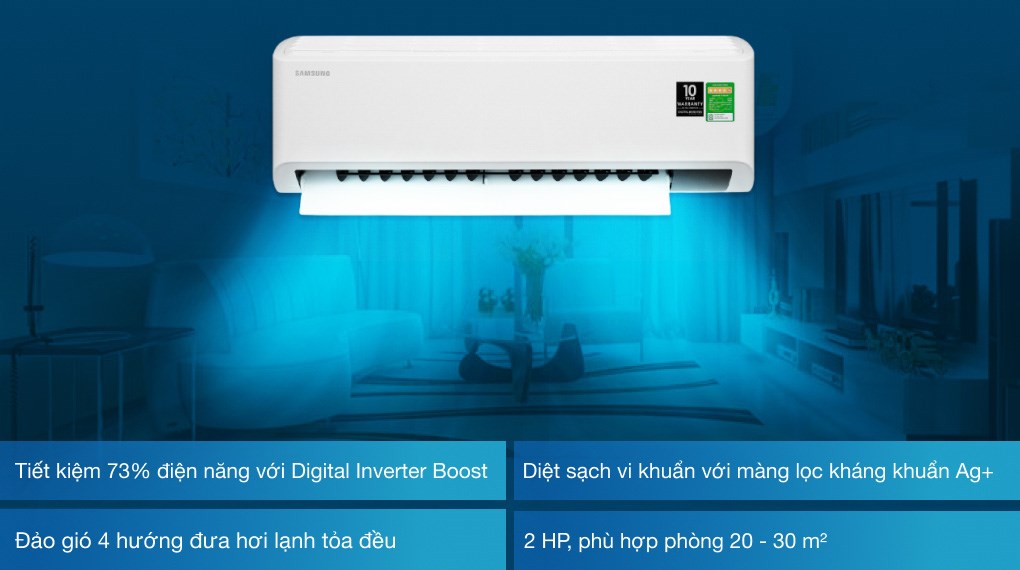 SAMSUNG
10
YEAR
WARRANTY
Tiết kiệm 73% điện năng với Digital Inverter Boost
Diệt sạch vi khuẩn với màng lọc kháng khuẩn Ag+
Đảo gió 4 hướng đưa hơi lạnh tỏa đều
2 HP, phù hợp phòng 20 - 30 m²